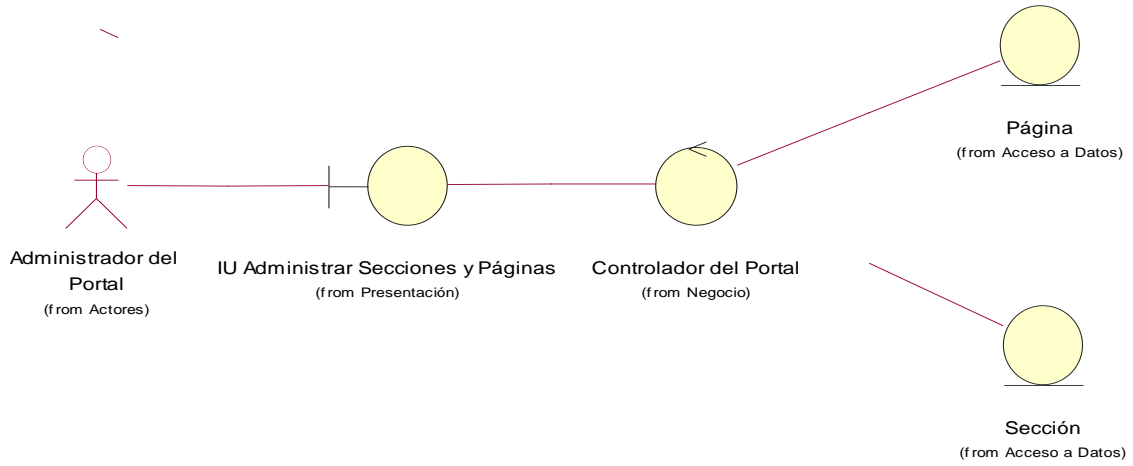 Página
(from Acceso a Datos)
Administrador del
Portal
(from Actores)
IU Administrar Secciones y Páginas
(from Presentación)
Controlador del Portal
(from Negocio)
Sección
(from Acceso a Datos)